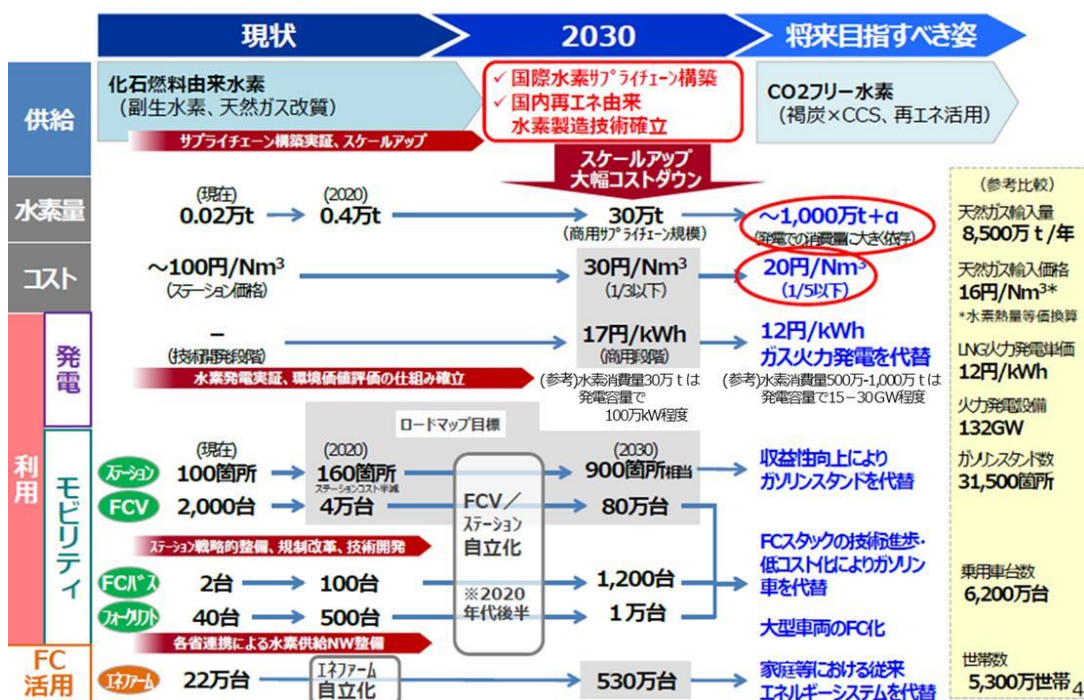 現状
2030
将来目指すべき姿
供給
化石燃料由来水素
(副生水素、天然ガス改質)
✓国際水素サプライチェーン構築
✓国内再エネ由来
水素製造技術確立
CO2フリー水素
(褐炭×CCS、再エネ活用)
サプライチェーン構築実証、スケールアップ
スケールアップ
大幅コストダウン
(参考比較)
水素量
(現在)
0.02万t
(2020)
0.4万t
30万t
(商用サプライチェーン規模)
～1,000万t+α
(発電での消費量に大きく依存)
天然ガス輸入量
8,500万t/年
コスト
～100円/Nm³
(ステーション価格)
30円/Nm³
(1/3以下)
20円/Nm³
(1/5以下)
天然ガス輸入価格
16円/Nm³*
*水素熱量等価換算
利用
発電
－
(技術開発段階)
17円/kWh
(商用段階)
12円/kWh
ガス火力発電を代替
LNG火力発電単価
12円/kWh
水素発電実証、環境価値評価の仕組み確立
(参考)水素消費量30万tは
発電容量で
100万kW程度
(参考)水素消費量500万-1,000万tは
発電容量で15－30GW程度
火力発電設備
132GW
モビリティ
ロードマップ目標
ステーション
(現在)
100箇所
(2020)
160箇所
ステーションコスト半減
(2030)
900箇所相当
収益性向上により
ガソリンスタンドを代替
ガソリンスタンド数
31,500箇所
FCV
2,000台
4万台
FCV／
ステーション
自立化
※2020
年代後半
80万台
ステーション戦略的整備、規制改革、技術開発
FCバス
2台
100台
1,200台
FCスタックの技術進歩・
低コスト化によりガソリン
車を代替
乗用車台数
6,200万台
フォークリフト
40台
500台
1万台
大型車両のFC化
各省連携による水素供給NW整備
FC
活用
エネファーム
22万台
エネファーム
自立化
530万台
家庭等における従来
エネルギーシステムを代替
世帯数
5,300万世帯
4